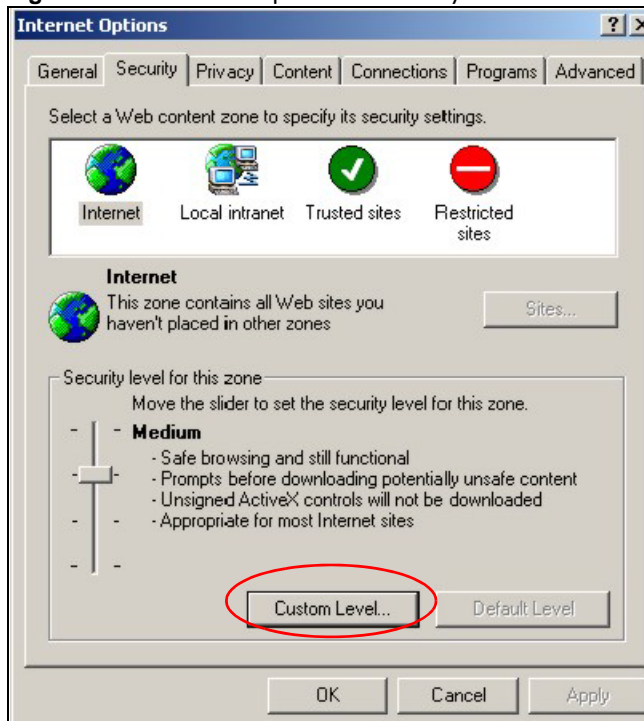 Internet Options
General Security Privacy Content Connections Programs Advanced
Select a Web content zone to specify its security settings.
Internet
Local intranet
Trusted sites
Restricted
sites
Internet
This zone contains all Web sites you
haven't placed in other zones
Sites...
Security level for this zone
Move the slider to set the security level for this zone.
Medium
- Safe browsing and still functional
- Prompts before downloading potentially unsafe content
- Unsigned ActiveX controls will not be downloaded
- Appropriate for most Internet sites
Custom Level...
Default Level
OK
Cancel
Apply